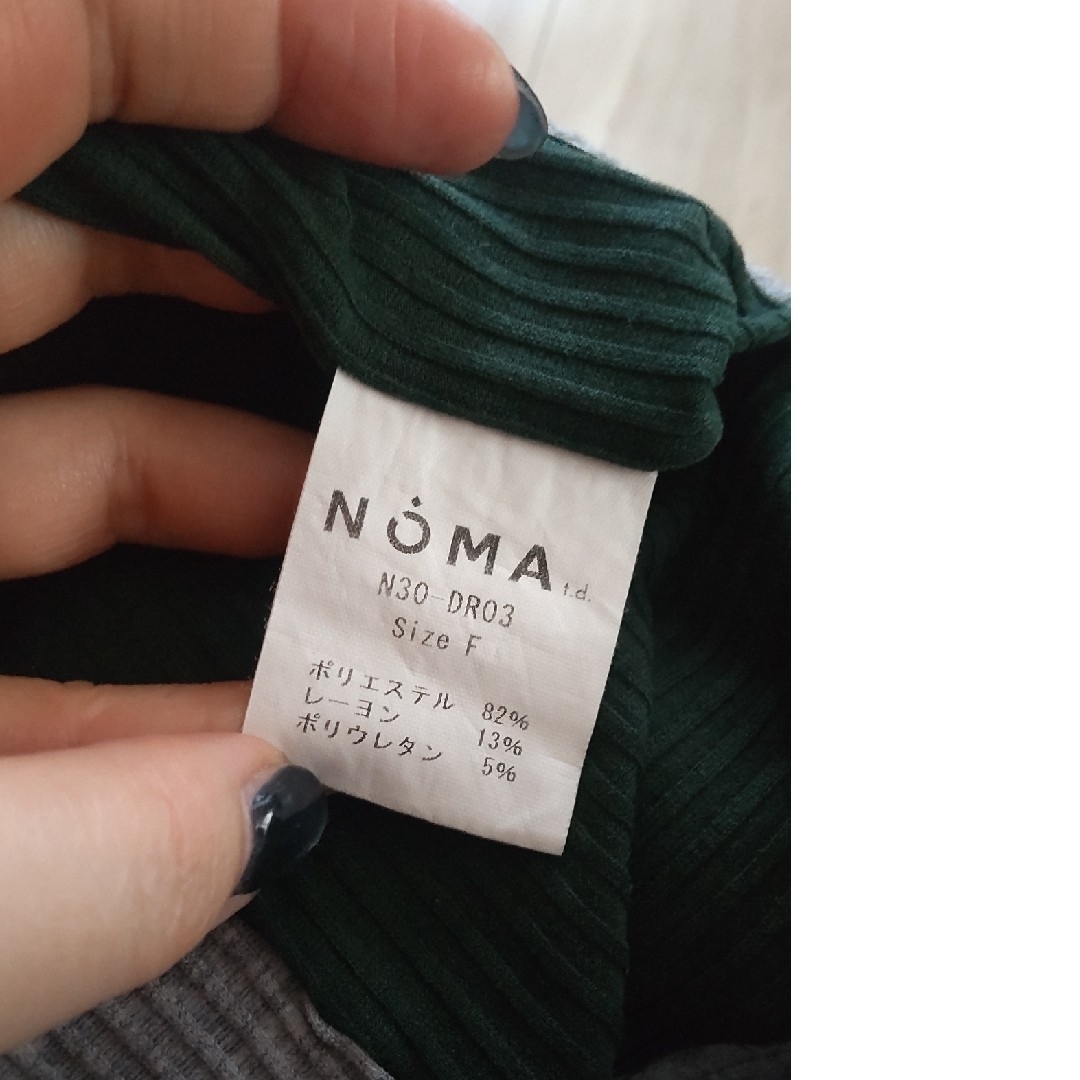 NOMA t.d.
N30-DR03
Size F
ポリエステル 82%
レーヨン 13%
ポリウレタン 5%